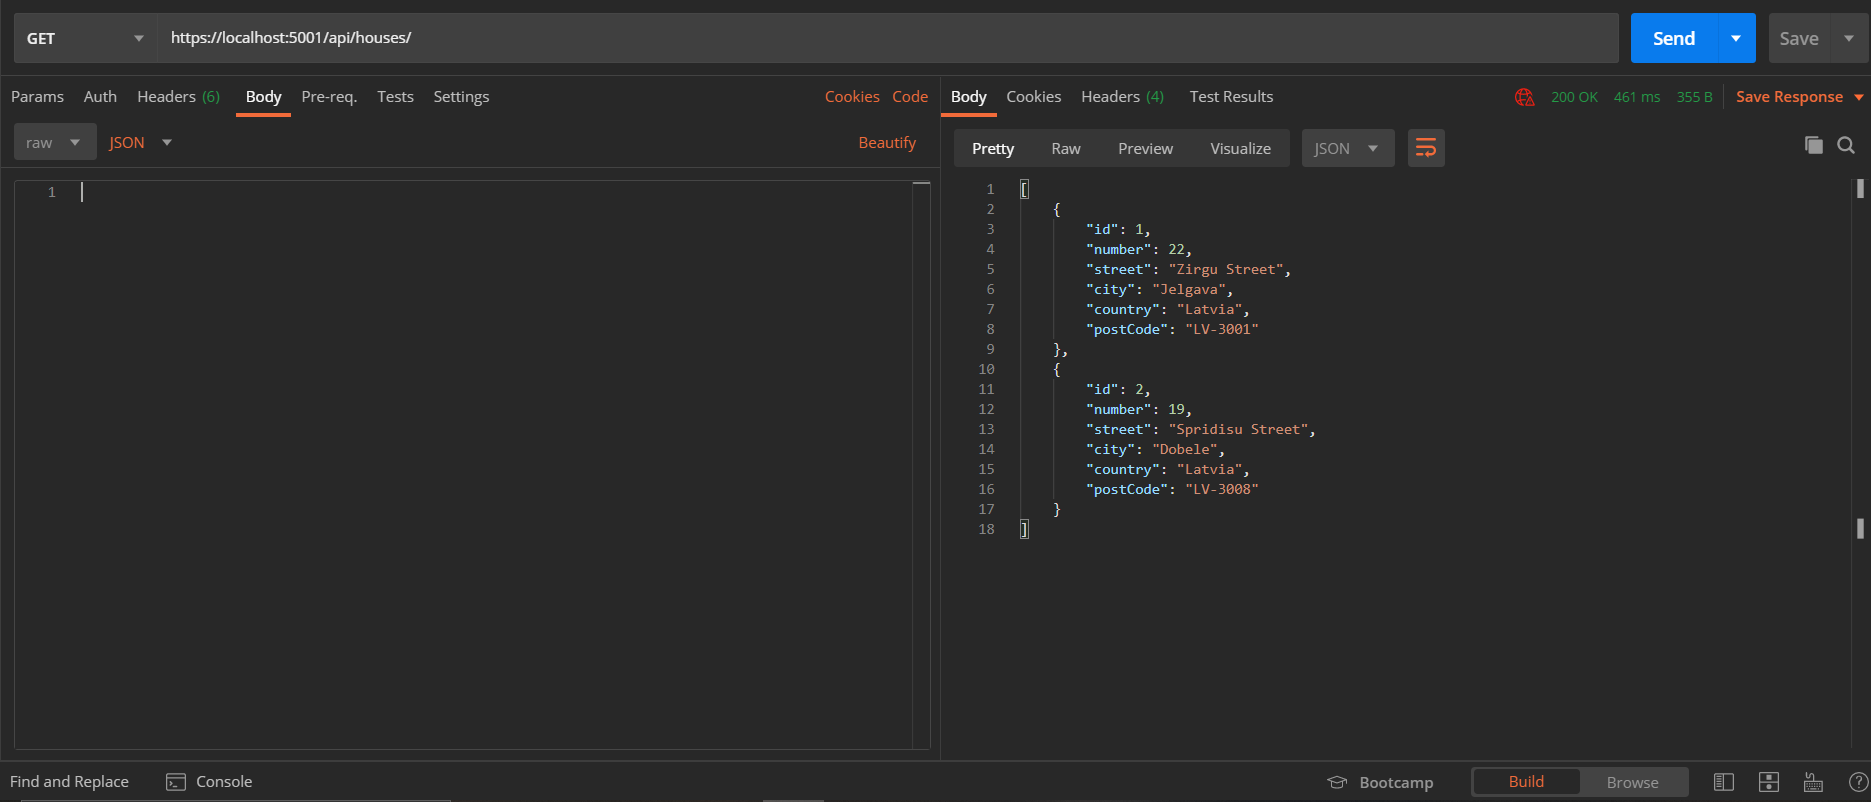 GET https://localhost:5001/api/houses/ Send Save
Params Auth Headers (6) Body Pre-req. Tests Settings Cookies Code
raw JSON Beautify
1
Body Cookies Headers (4) Test Results 200 OK 461 ms 355 B Save Response
Pretty Raw Preview Visualize JSON
1 [
2 {
3 "id": 1,
4 "number": 22,
5 "street": "Zirgu Street",
6 "city": "Jelgava",
7 "country": "Latvia",
8 "postCode": "LV-3001"
9 },
10 {
11 "id": 2,
12 "number": 19,
13 "street": "Spridisu Street",
14 "city": "Dobele",
15 "country": "Latvia",
16 "postCode": "LV-3008"
17 }
18 ]
Find and Replace Console Bootcamp Build Browse